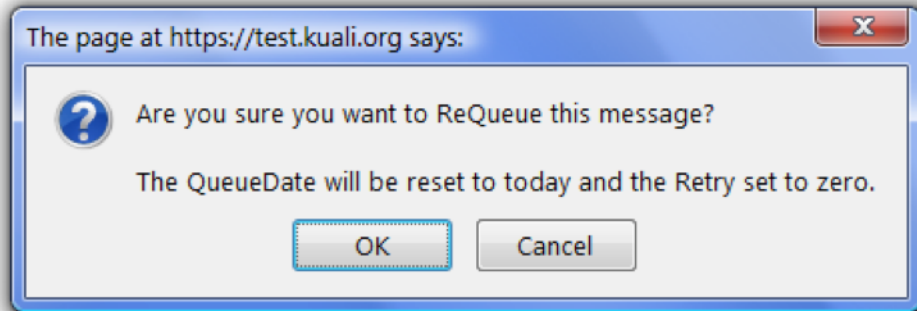 The page at https://test.kuali.org says:
Are you sure you want to ReQueue this message?
The QueueDate will be reset to today and the Retry set to zero.
OK Cancel